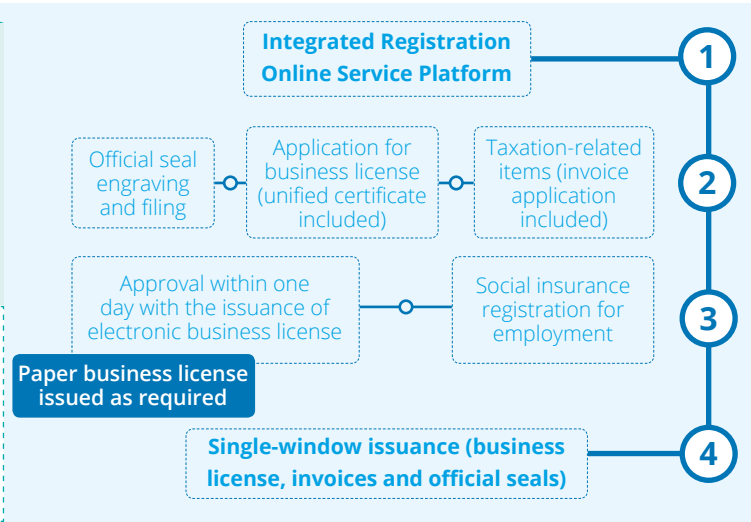 Integrated Registration
Online Service Platform
1
Official seal
engraving
and filing
Application for
business license
(unified certificate
included)
Taxation-related
items (invoice
application
included)
2
Approval within one
day with the issuance of
electronic business license
Social insurance
registration for
employment
3
Paper business license
issued as required
Single-window issuance (business
license, invoices and official seals)
4